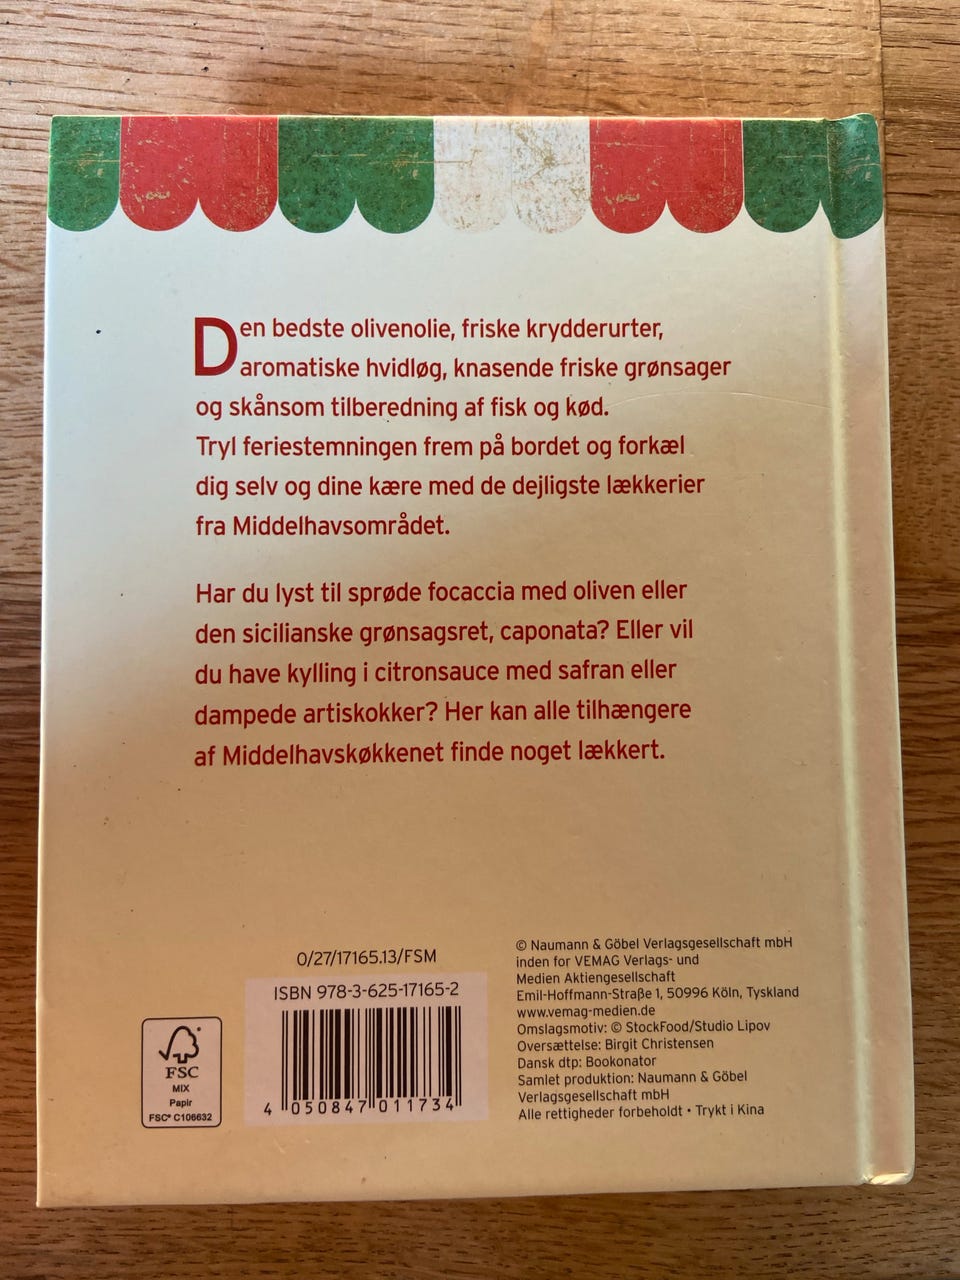 Den bedste olivenolie, friske krydderurter,
aromatiske hvidløg, knasende friske grønsager
og skånsom tilberedning af fisk og kød.
Tryl feriestemningen frem på bordet og forkæl
dig selv og dine kære med de dejligste lækkerier
fra Middelhavsområdet.
Har du lyst til sprøde focaccia med oliven eller
den sicilianske grønsagsret, caponata? Eller vil
du have kylling i citronsauce med safran eller
dampede artiskokker? Her kan alle tilhængere
af Middelhavskøkkenet finde noget lækkert.
0/27/17165.13/FSM
ISBN 978-3-625-17165-2
4 050847 011734
FSC
MIX
Papir
FSC® C106632
© Naumann & Göbel Verlagsgesellschaft mbH
inden for VEMAG Verlags- und
Medien Aktiengesellschaft
Emil-Hoffmann-Straße 1, 50996 Köln, Tyskland
www.vemag-medien.de
Omslagsmotiv: © StockFood/Studio Lipov
Oversættelse: Birgit Christensen
Dansk dtp: Bookonator
Samlet produktion: Naumann & Göbel
Verlagsgesellschaft mbH
Alle rettigheder forbeholdt • Trykt i Kina